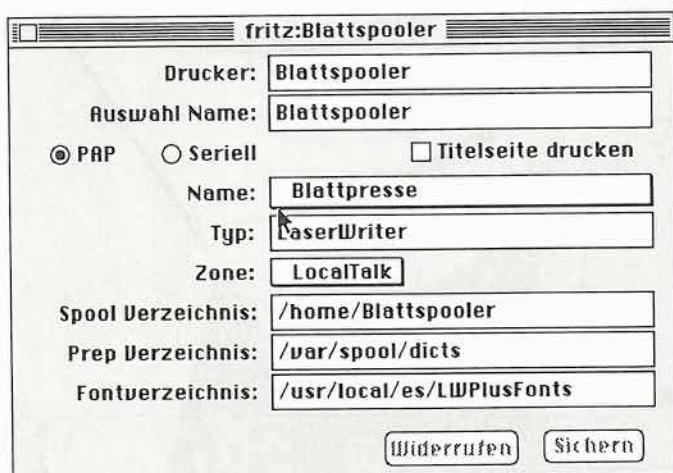 fritz:Blattspooler
Drucker: Blattspooler
Auswahl Name: Blattspooler
PAP Seriell Titelseite drucken
Name: Blattpresse
Typ: LaserWriter
Zone: LocalTalk
Spool Verzeichnis: /home/Blattspooler
Prep Verzeichnis: /var/spool/dicts
Fontverzeichnis: /usr/local/es/LWPlusFonts
Widerrufen Sichern